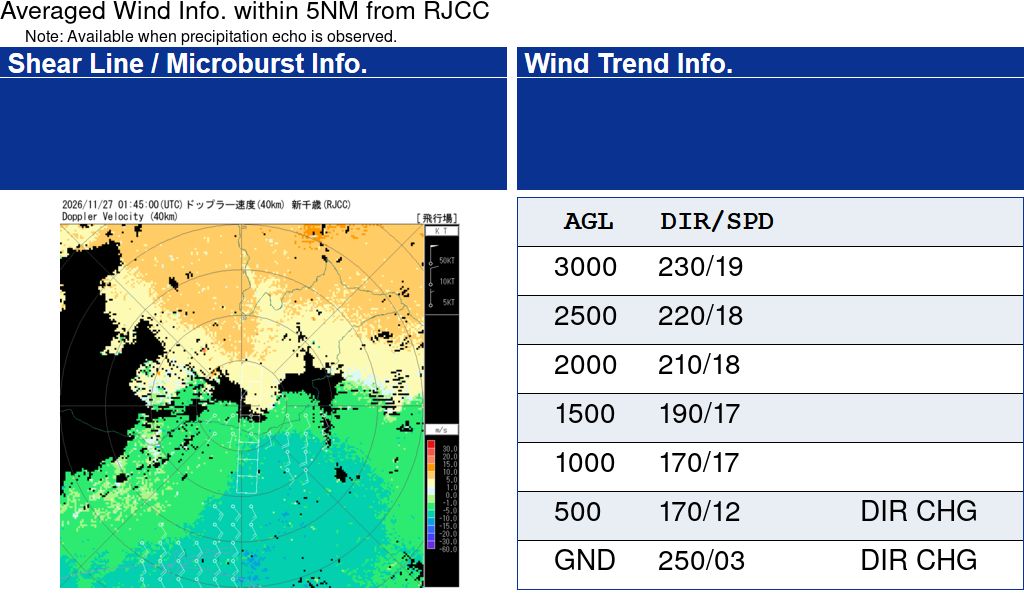 Averaged Wind Info. within 5NM from RJCC
Note: Available when precipitation echo is observed.
Shear Line / Microburst Info.
Wind Trend Info.
2026/11/27 01:45:00(UTC) ドップラー速度(40km) 新千歳(RJCC)
Doppler Velocity (40km)
[飛行場]
K T
50KT
10KT
5KT
m/s
30.0
20.0
15.0
10.0
5.0
1.0
0.0
-1.0
-5.0
-10.0
-15.0
-20.0
-30.0
-60.0
AGL DIR/SPD
3000 230/19
2500 220/18
2000 210/18
1500 190/17
1000 170/17
500 170/12 DIR CHG
GND 250/03 DIR CHG